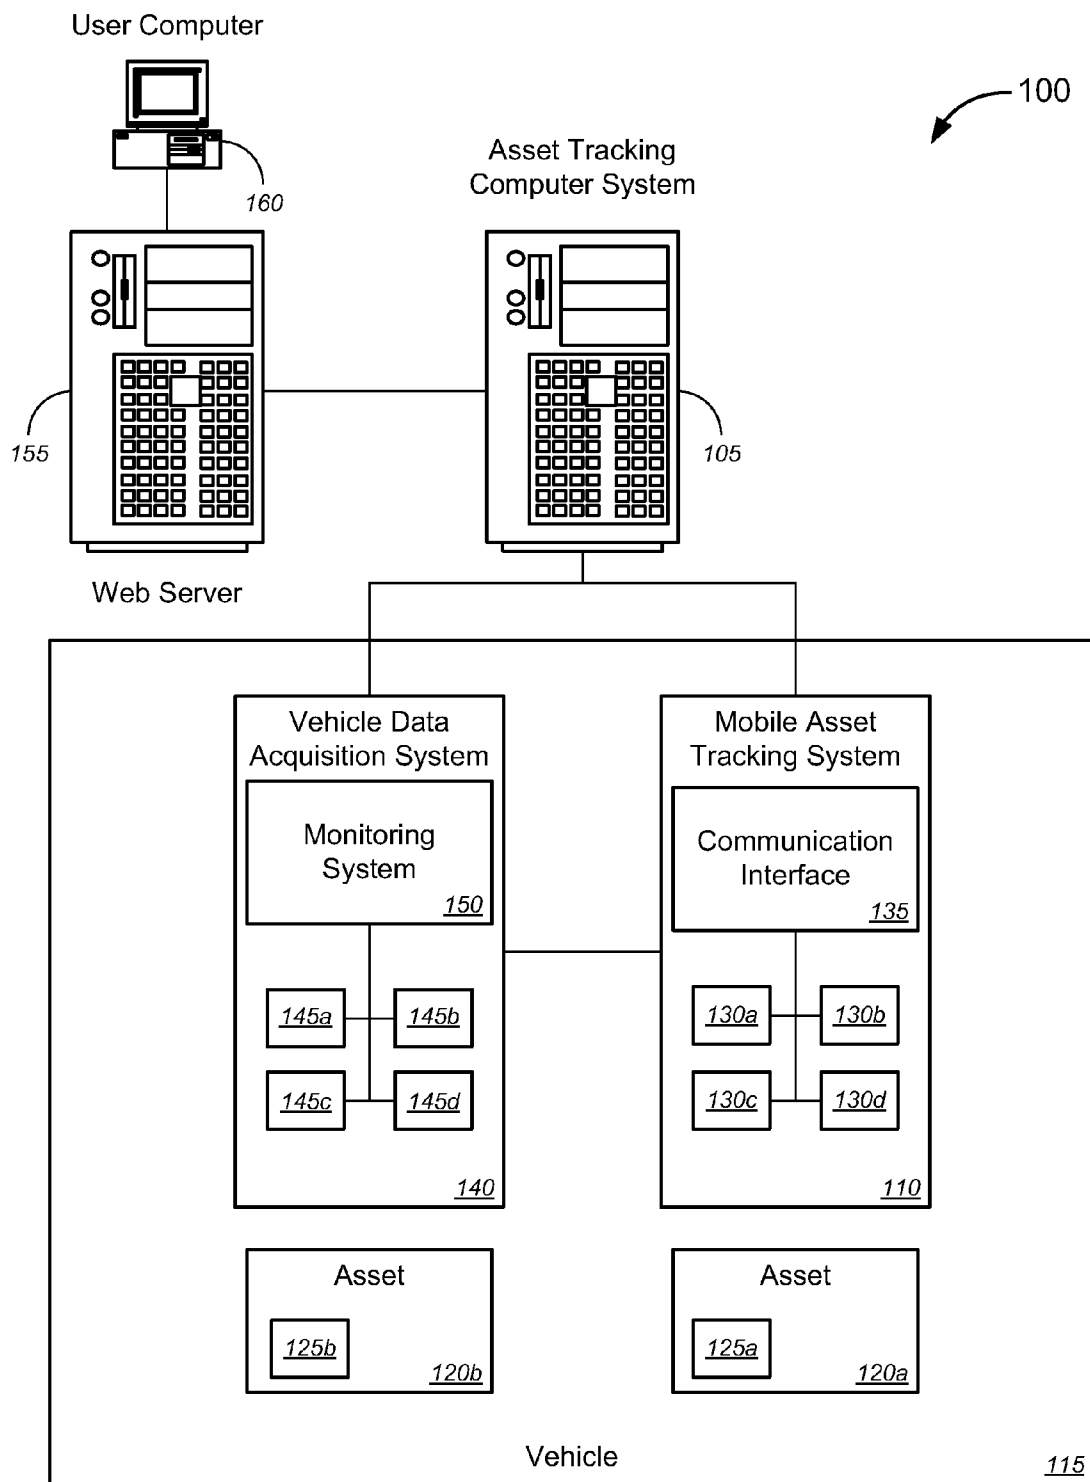 User Computer
100
Asset Tracking
Computer System
160
155
105
Web Server
Vehicle Data
Acquisition System
Mobile Asset
Tracking System
Monitoring
System
150
Communication
Interface
135
145a
145b
130a
130b
145c
145d
130c
130d
140
110
Asset
125b
120b
Asset
125a
120a
Vehicle
115